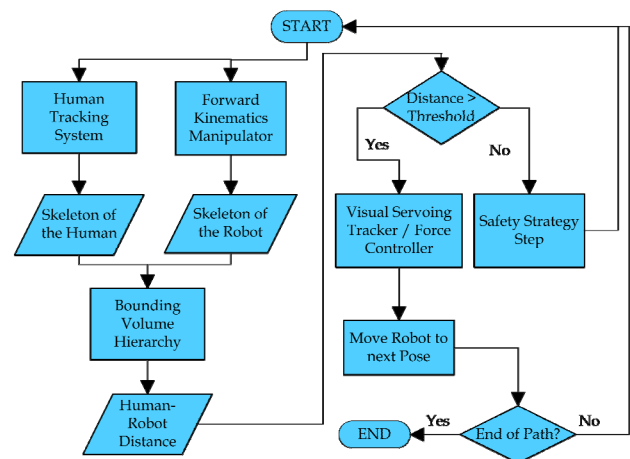 START
Human
Tracking
System
Forward
Kinematics
Manipulator
Skeleton of
the Human
Skeleton of
the Robot
Bounding
Volume
Hierarchy
Human-
Robot
Distance
Distance >
Threshold
Yes
No
Visual Servoing
Tracker / Force
Controller
Safety Strategy
Step
Move Robot to
next Pose
End of Path?
Yes
No
END